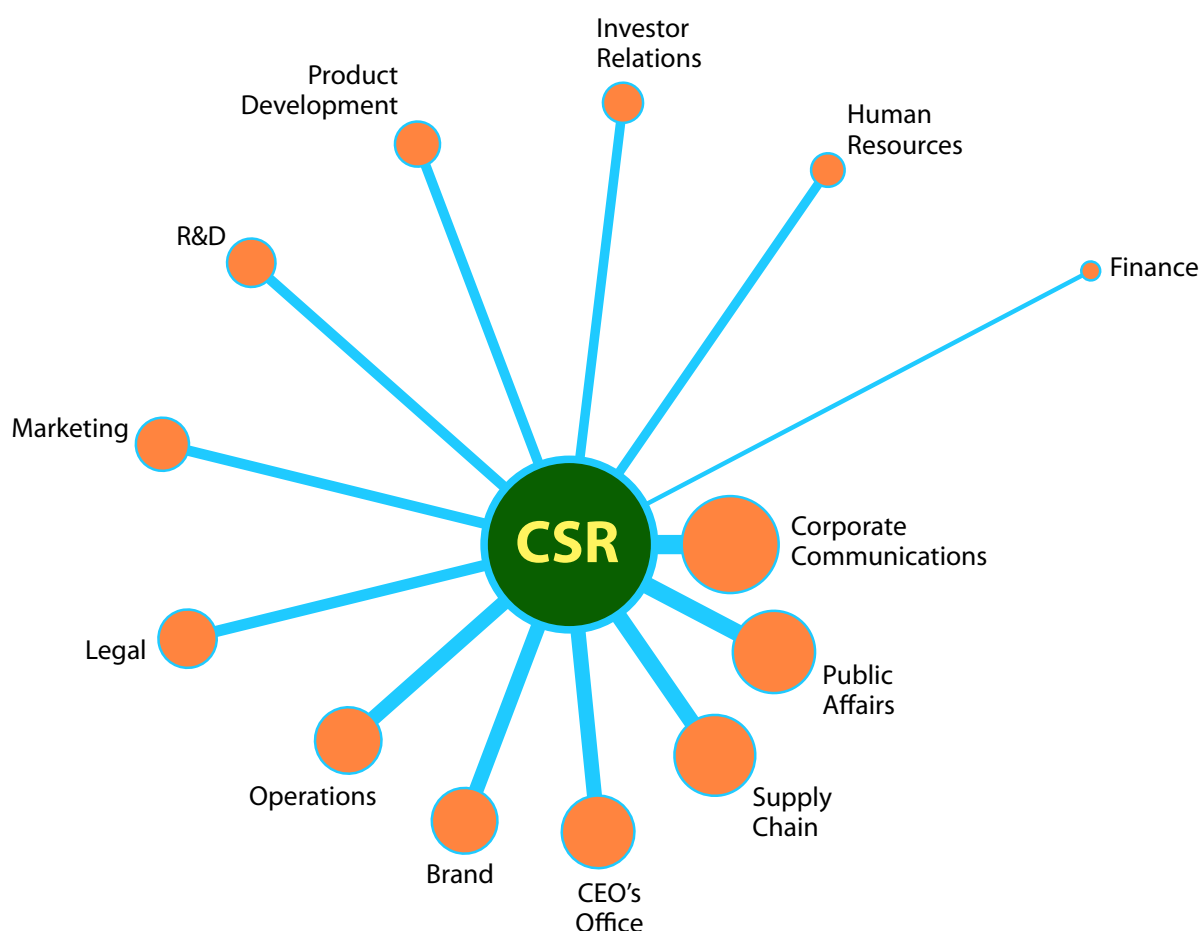 Investor
Relations
Product
Development
Human
Resources
R&D
Finance
Marketing
CSR
Corporate
Communications
Legal
Public
Affairs
Operations
Supply
Chain
Brand
CEO’s
Office